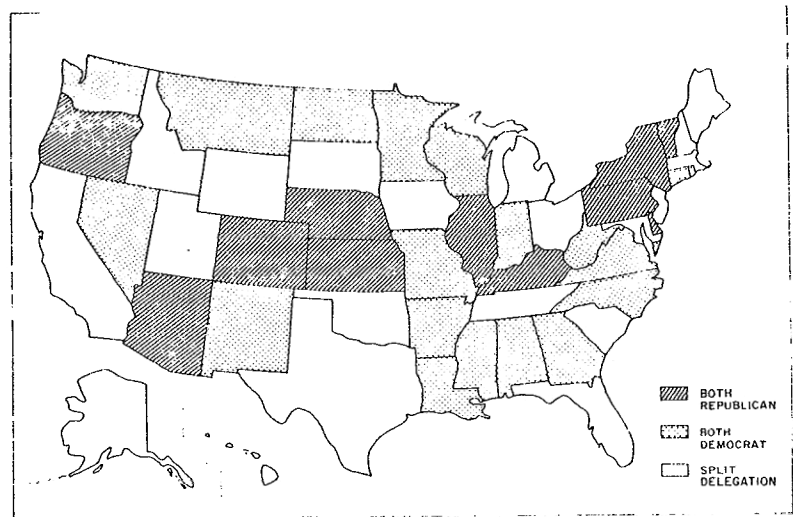 BOTH
REPUBLICAN
BOTH
DEMOCRAT
SPLIT
DELEGATION